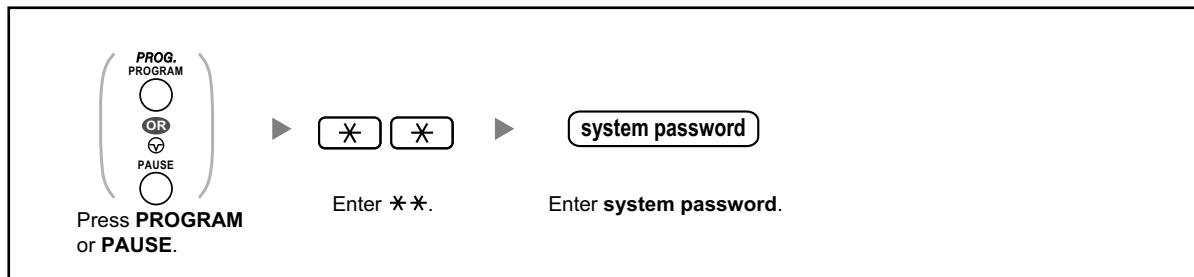 PROG.
PROGRAM
OR
PAUSE
Press PROGRAM
or PAUSE.
* *
Enter **.
system password
Enter system password.